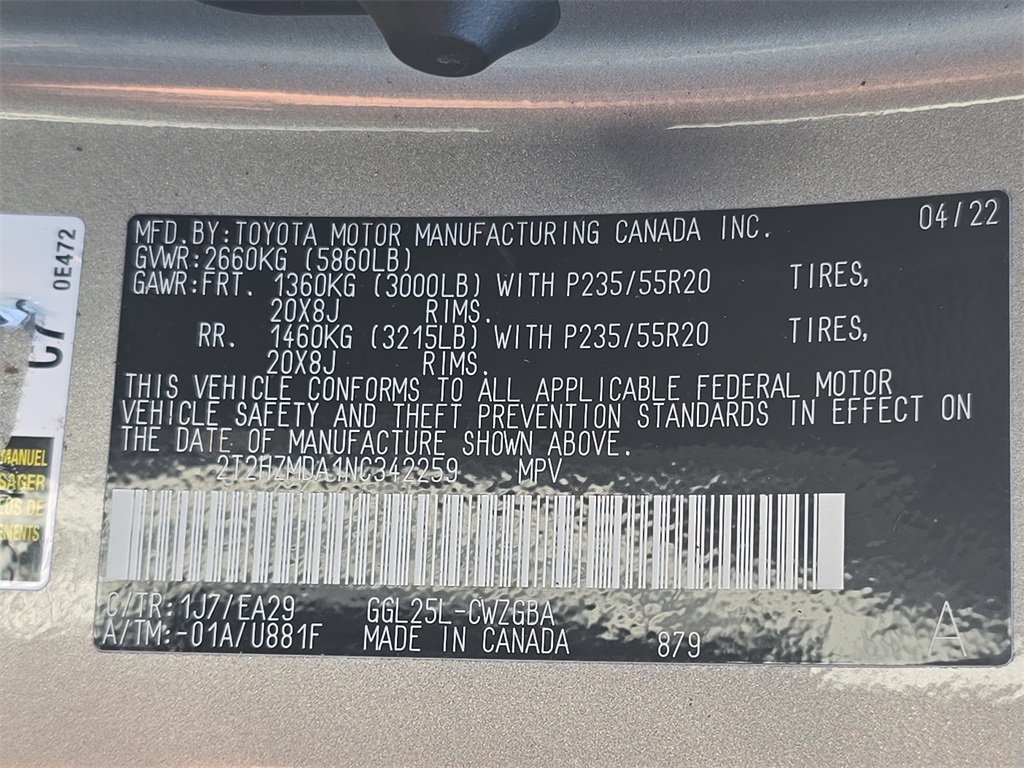 MFD.BY:TOYOTA MOTOR MANUFACTURING CANADA INC. 04/22
GVWR:2660KG (5860LB)
GAWR:FRT. 1360KG (3000LB) WITH P235/55R20 TIRES,
20X8J RIMS.
RR. 1460KG (3215LB) WITH P235/55R20 TIRES,
20X8J RIMS.
THIS VEHICLE CONFORMS TO ALL APPLICABLE FEDERAL MOTOR
VEHICLE SAFETY AND THEFT PREVENTION STANDARDS IN EFFECT ON
THE DATE OF MANUFACTURE SHOWN ABOVE.
2T2HZMDA1NC342259 MPV
C/TR:1J7/EA29 GGL25L-CWZGBA
A/TM:-01A/U881F MADE IN CANADA 879 A
0E472
C7
MANUEL